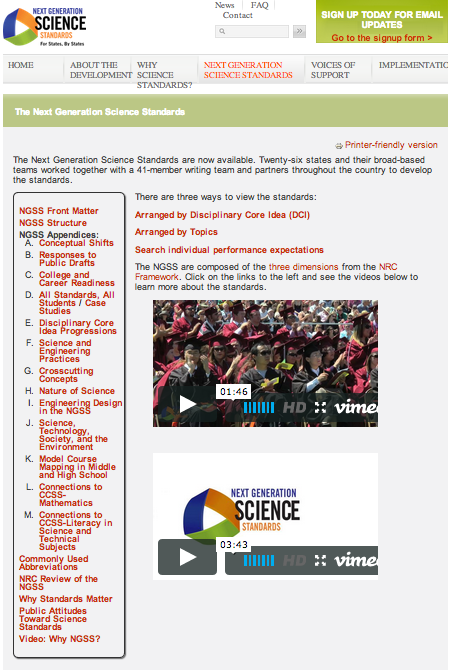 NEXT GENERATION
SCIENCE
STANDARDS
For States, By States
News
FAQ
Contact
SIGN UP TODAY FOR EMAIL
UPDATES
Go to the signup form >
HOME
ABOUT THE
DEVELOPMENT
WHY
SCIENCE
STANDARDS?
NEXT GENERATION
SCIENCE STANDARDS
VOICES OF
SUPPORT
IMPLEMENTATIO
The Next Generation Science Standards
Printer-friendly version
The Next Generation Science Standards are now available. Twenty-six states and their broad-based
teams worked together with a 41-member writing team and partners throughout the country to develop
the standards.
NGSS Front Matter
NGSS Structure
NGSS Appendices:
A. Conceptual Shifts
B. Responses to
Public Drafts
C. College and
Career Readiness
D. All Standards, All
Students / Case
Studies
E. Disciplinary Core
Idea Progressions
F. Science and
Engineering
Practices
G. Crosscutting
Concepts
H. Nature of Science
I. Engineering Design
in the NGSS
J. Science,
Technology,
Society, and the
Environment
K. Model Course
Mapping in Middle
and High School
L. Connections to
CCSS-
Mathematics
M. Connections to
CCSS-Literacy in
Science and
Technical
Subjects
Commonly Used
Abbreviations
NRC Review of the
NGSS
Why Standards Matter
Public Attitudes
Toward Science
Standards
Video: Why NGSS?
There are three ways to view the standards:
Arranged by Disciplinary Core Idea (DCI)
Arranged by Topics
Search individual performance expectations
The NGSS are composed of the three dimensions from the NRC
Framework. Click on the links to the left and see the videos below to
learn more about the standards.
01:46
HD
vimeo
NEXT GENERATION
SCIENCE
STANDARDS
03:43
HD
vimeo